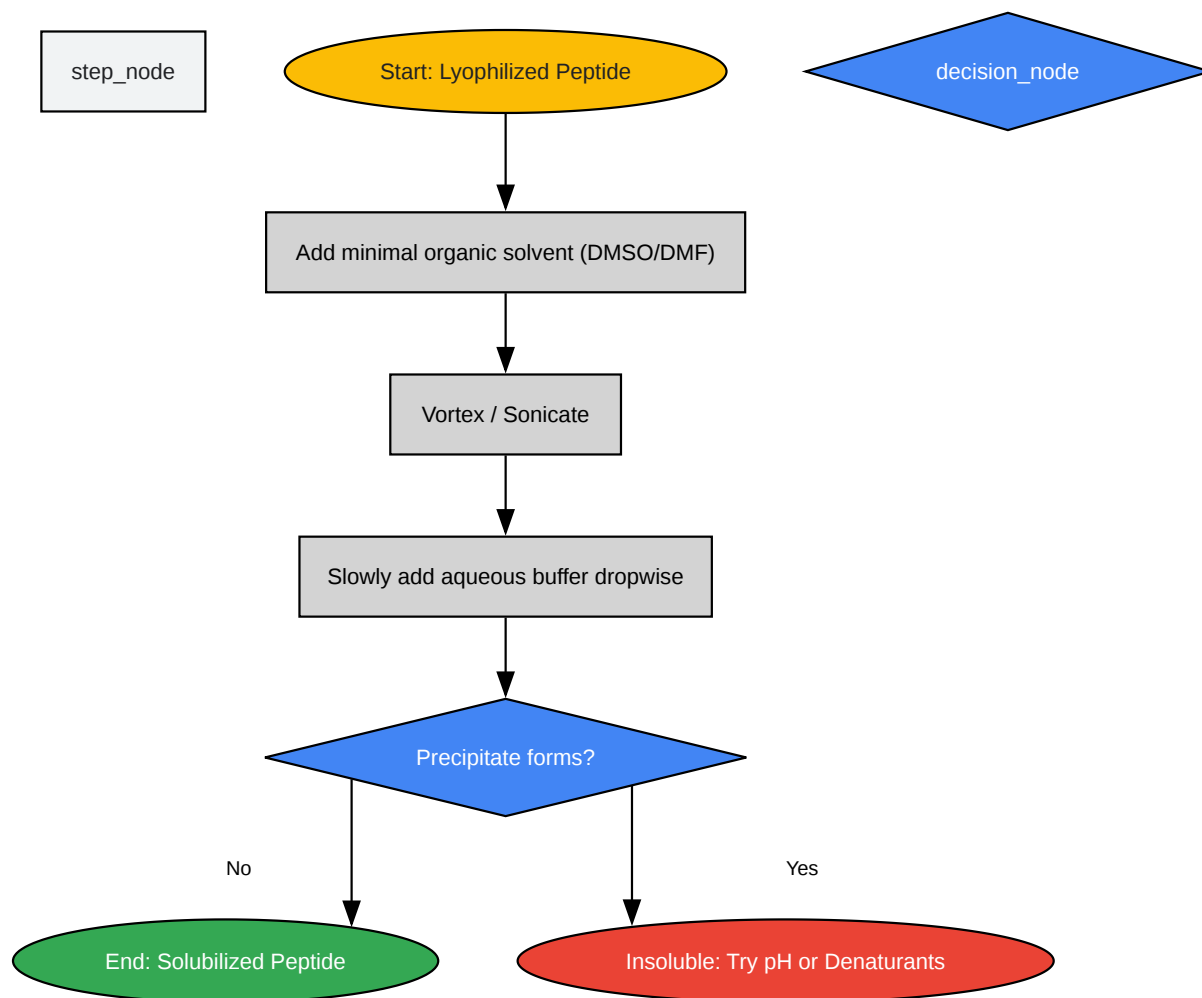 step_node
Start: Lyophilized Peptide
decision_node
Add minimal organic solvent (DMSO/DMF)
Vortex / Sonicate
Slowly add aqueous buffer dropwise
Precipitate forms?
No
Yes
End: Solubilized Peptide
Insoluble: Try pH or Denaturants